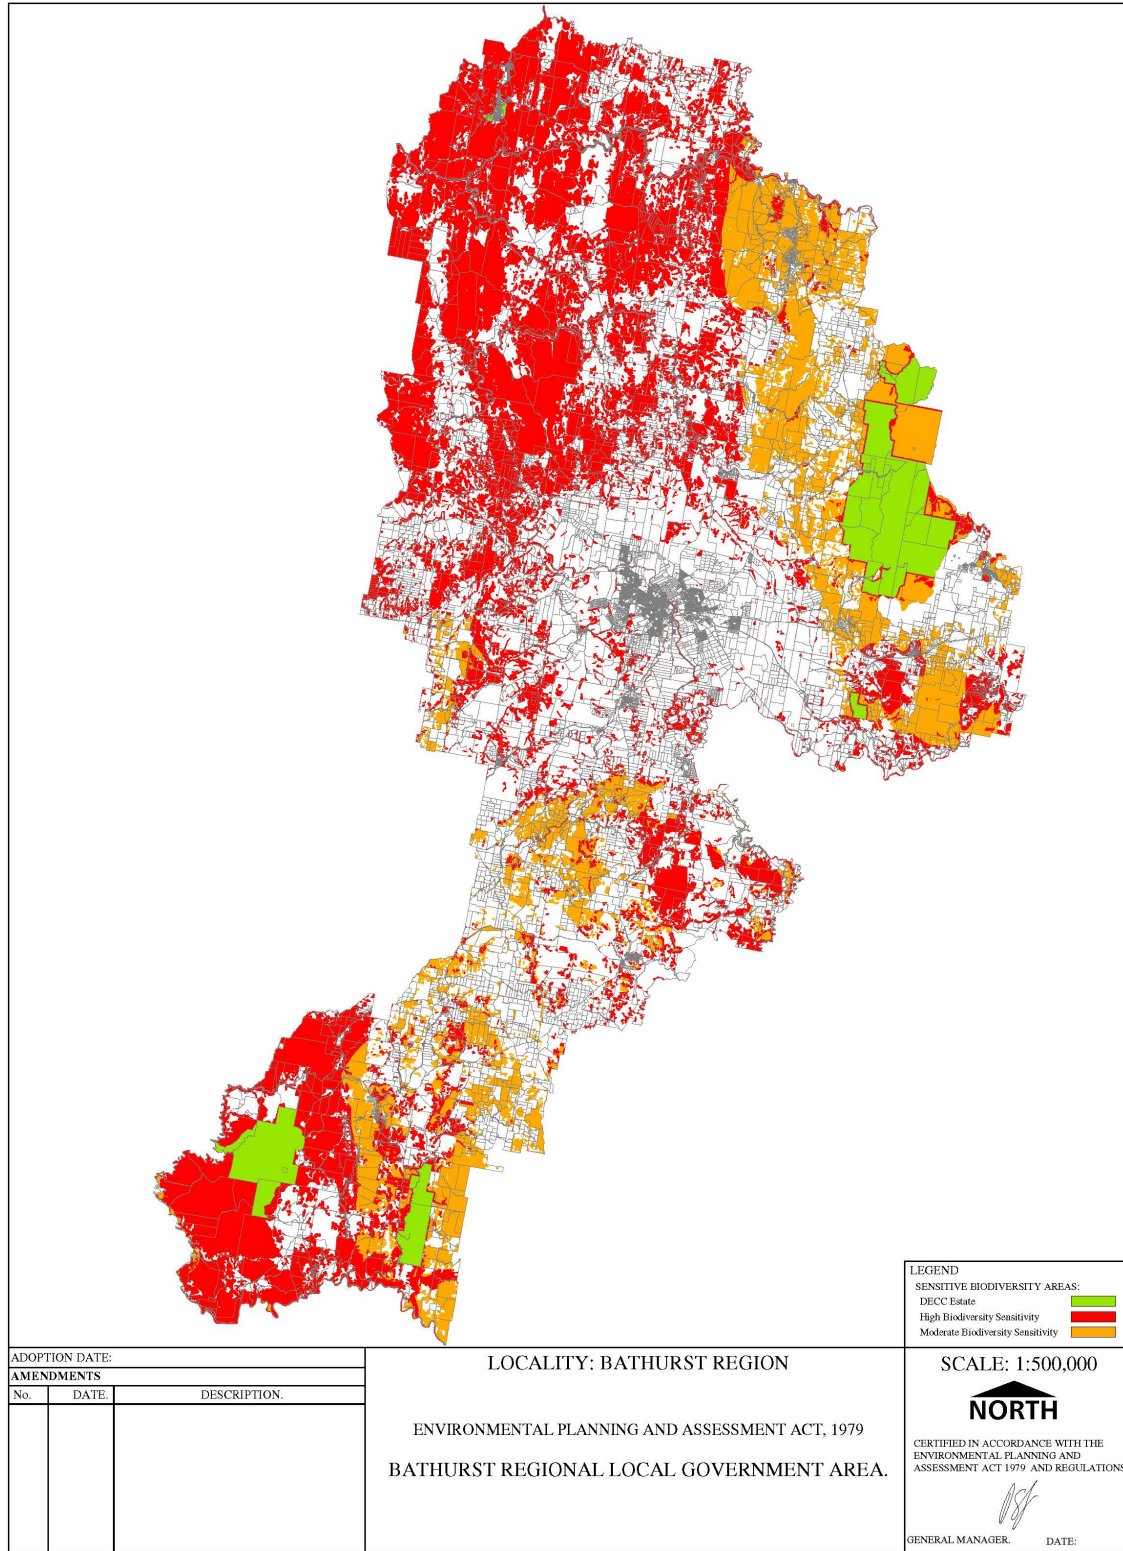 LEGEND
SENSITIVE BIODIVERSITY AREAS:
DECC Estate
High Biodiversity Sensitivity
Moderate Biodiversity Sensitivity
ADOPTION DATE:
AMENDMENTS
No. DATE. DESCRIPTION.
LOCALITY: BATHURST REGION
ENVIRONMENTAL PLANNING AND ASSESSMENT ACT, 1979
BATHURST REGIONAL LOCAL GOVERNMENT AREA.
SCALE: 1:500,000
NORTH
CERTIFIED IN ACCORDANCE WITH THE
ENVIRONMENTAL PLANNING AND
ASSESSMENT ACT 1979 AND REGULATIONS
GENERAL MANAGER. DATE: